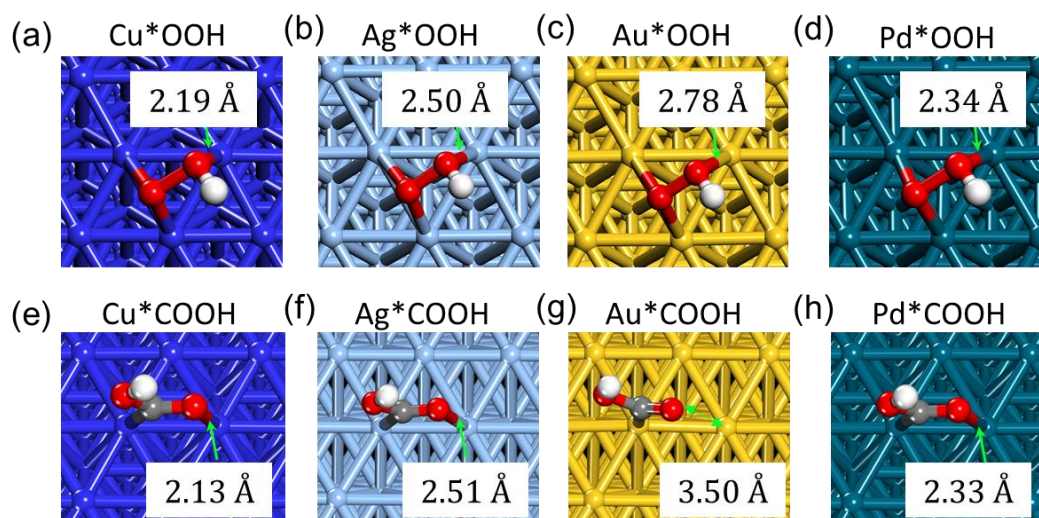 (a) Cu*OOH (b) Ag*OOH (c) Au*OOH (d) Pd*OOH
2.19 Å 2.50 Å 2.78 Å 2.34 Å
(e) Cu*COOH (f) Ag*COOH (g) Au*COOH (h) Pd*COOH
2.13 Å 2.51 Å 3.50 Å 2.33 Å